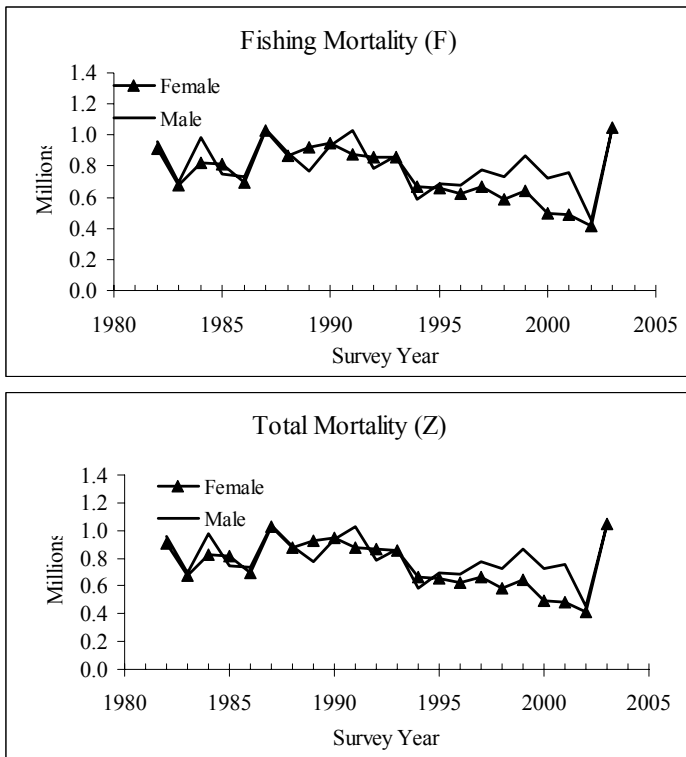 Fishing Mortality (F)
1.4
1.2
1.0
0.8
0.6
0.4
0.2
0.0
Millions
Female
Male
1980 1985 1990 1995 2000 2005
Survey Year
Total Mortality (Z)
1.4
1.2
1.0
0.8
0.6
0.4
0.2
0.0
Millions
Female
Male
1980 1985 1990 1995 2000 2005
Survey Year